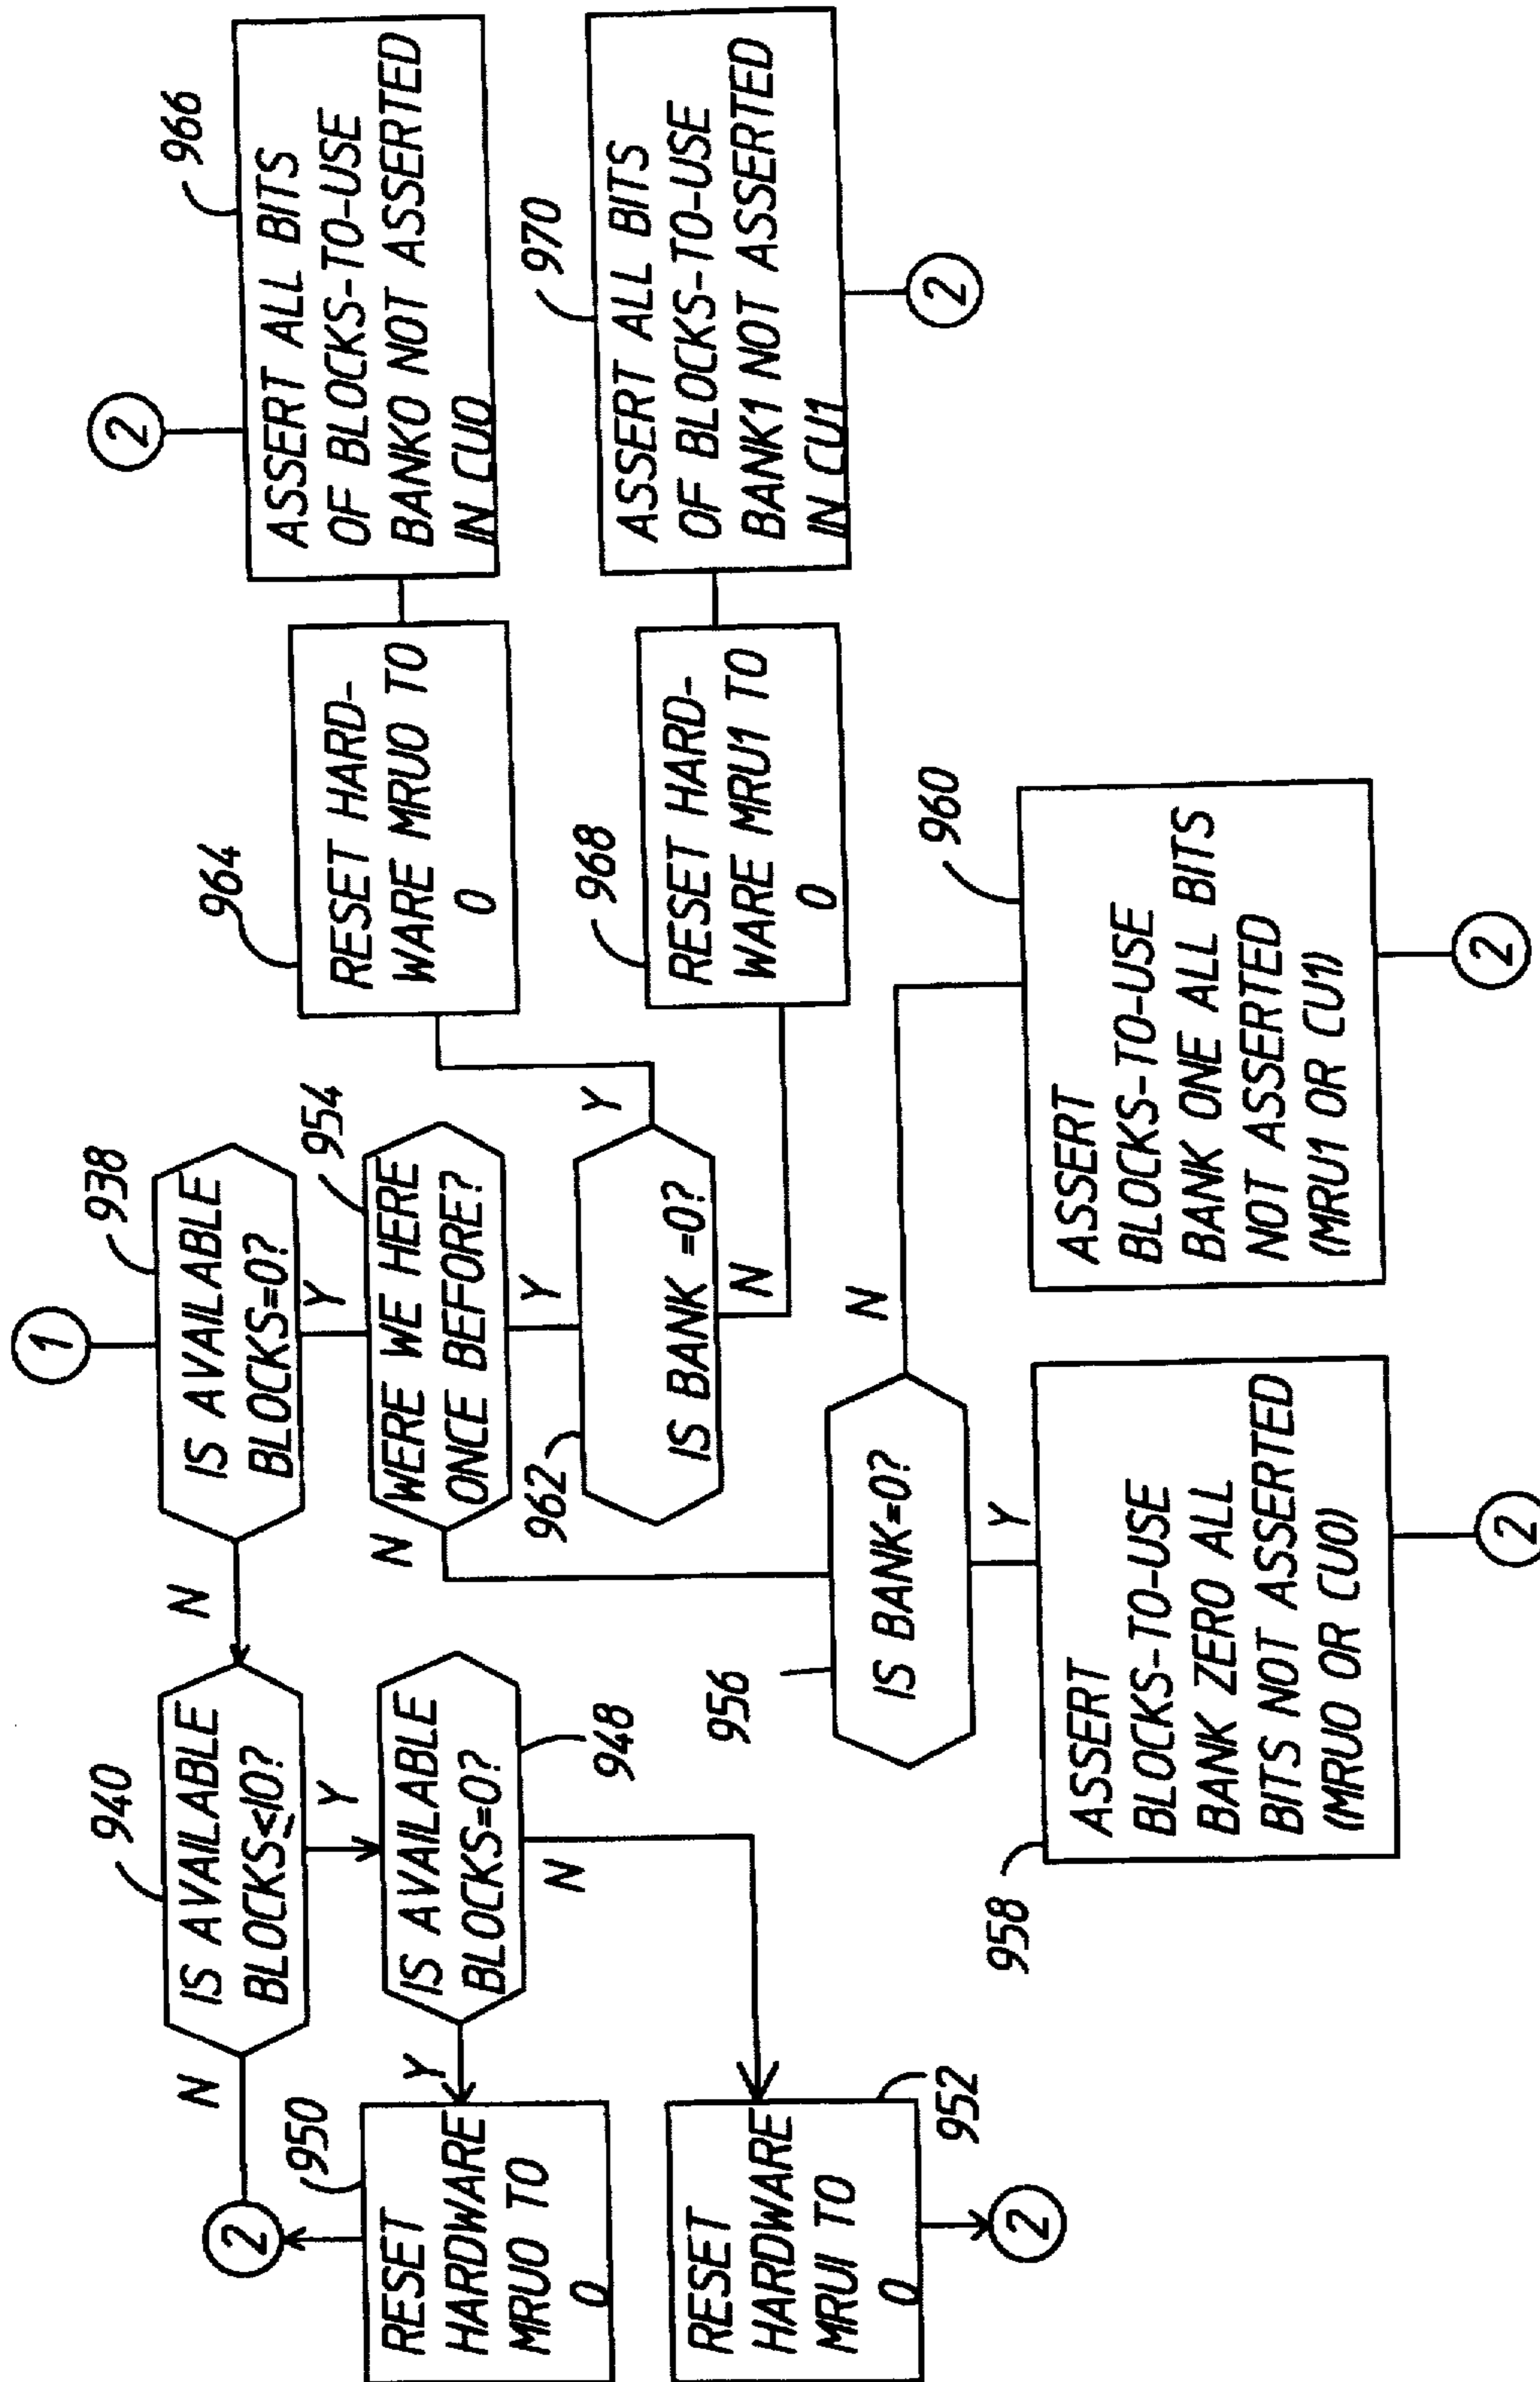 1
938
IS AVAILABLE
BLOCKS=0?
N
Y
940
IS AVAILABLE
BLOCKS≤10?
N
Y
2
948
IS AVAILABLE
BLOCKS=0?
Y
N
950
RESET
HARDWARE
MRU0 TO
0
952
RESET
HARDWARE
MRU1 TO
0
2
954
WERE WE HERE
ONCE BEFORE?
N
Y
962
IS BANK =0?
Y
N
964
RESET HARD-
WARE MRU0 TO
0
966
ASSERT ALL BITS
OF BLOCKS-TO-USE
BANK0 NOT ASSERTED
IN CU0
2
968
RESET HARD-
WARE MRU1 TO
0
970
ASSERT ALL BITS
OF BLOCKS-TO-USE
BANK1 NOT ASSERTED
IN CU1
2
956
IS BANK=0?
Y
N
958
ASSERT
BLOCKS-TO-USE
BANK ZERO ALL
BITS NOT ASSERTED
(MRU0 OR CU0)
2
960
ASSERT
BLOCKS-TO-USE
BANK ONE ALL BITS
NOT ASSERTED
(MRU1 OR CU1)
2